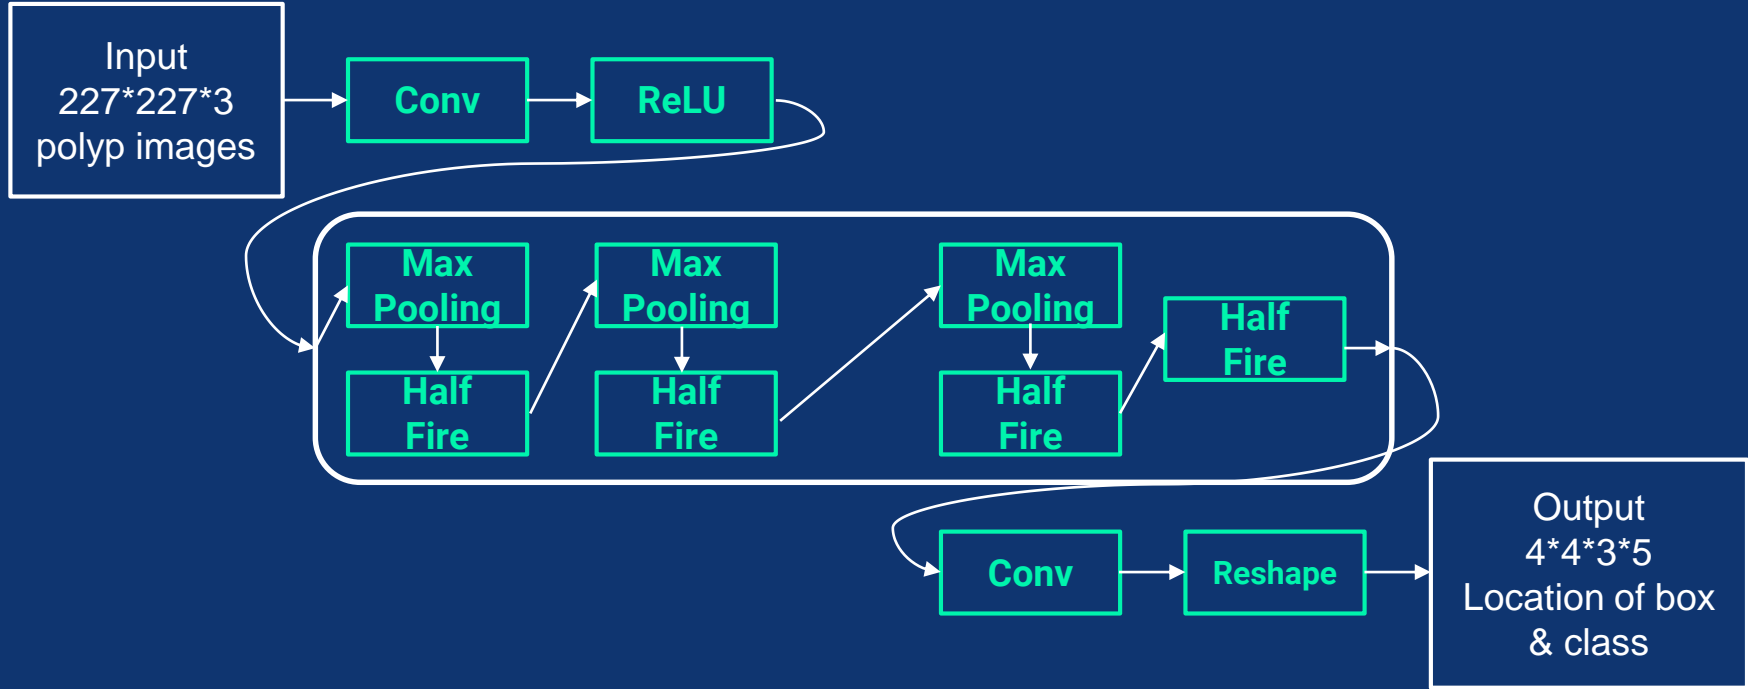 Input
227*227*3
polyp images
Conv
ReLU
Max
Pooling
Half
Fire
Max
Pooling
Half
Fire
Max
Pooling
Half
Fire
Half
Fire
Conv
Reshape
Output
4*4*3*5
Location of box
& class